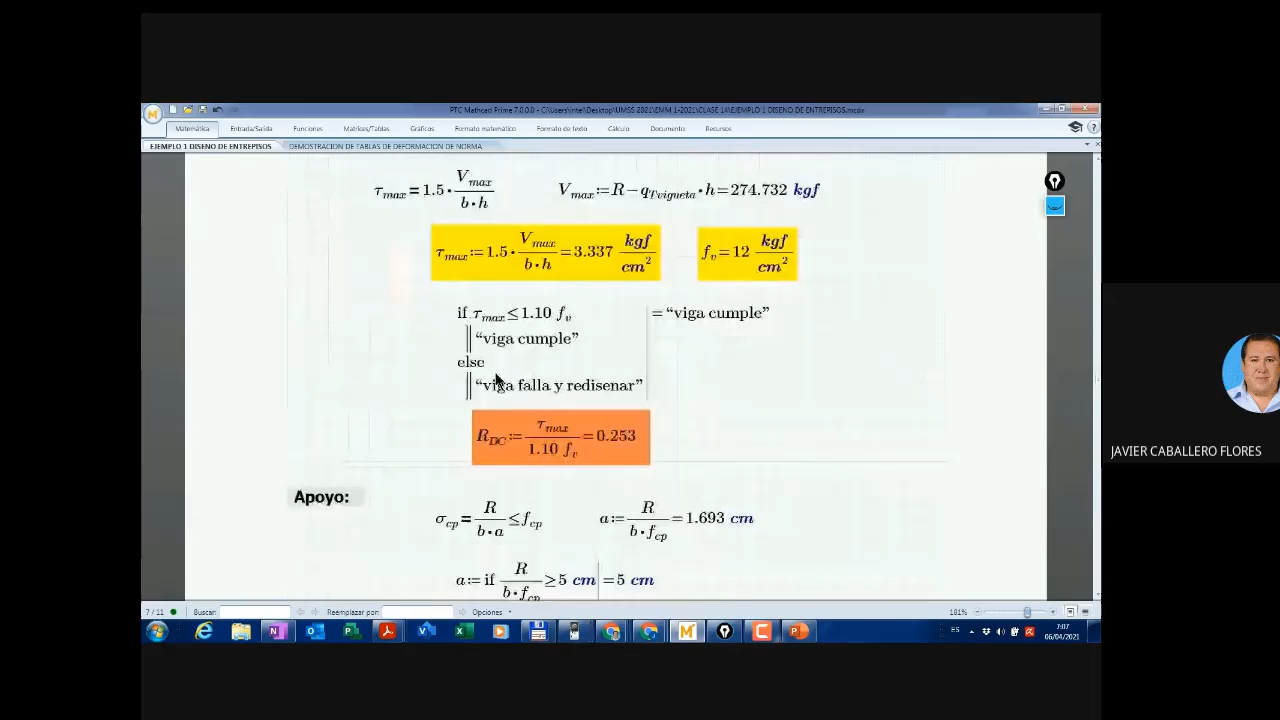 PTC Mathcad Prime 7.0.0.0 - C:\Users\intel\Desktop\UMSS 2021\EMM 1-2021\CLASE 14\EJEMPLO 1 DISENO DE ENTREPISOS.mcdx
Matemática Entrada/Salida Funciones Matrices/Tablas Gráficos Formato matemático Formato de texto Cálculo Documento Recursos
EJEMPLO 1 DISENO DE ENTREPISOS DEMOSTRACION DE TABLAS DE DEFORMACION DE NORMA
τmax = 1.5 · Vmax / b · h Vmax := R − qTvigueta · h = 274.732 kgf
τmax := 1.5 · Vmax / b · h = 3.337 kgf / cm² fv = 12 kgf / cm²
if τmax ≤ 1.10 fv = “viga cumple”
“viga cumple”
else
“viga falla y redisenar”
RDC := τmax / 1.10 fv = 0.253
JAVIER CABALLERO FLORES
Apoyo:
σcp = R / b · a ≤ fcp a := R / b · fcp = 1.693 cm
a := if R / b · fcp ≥ 5 cm = 5 cm
7 / 11 Buscar: Reemplazar por: Opciones 181%
ES 7:07
06/04/2021